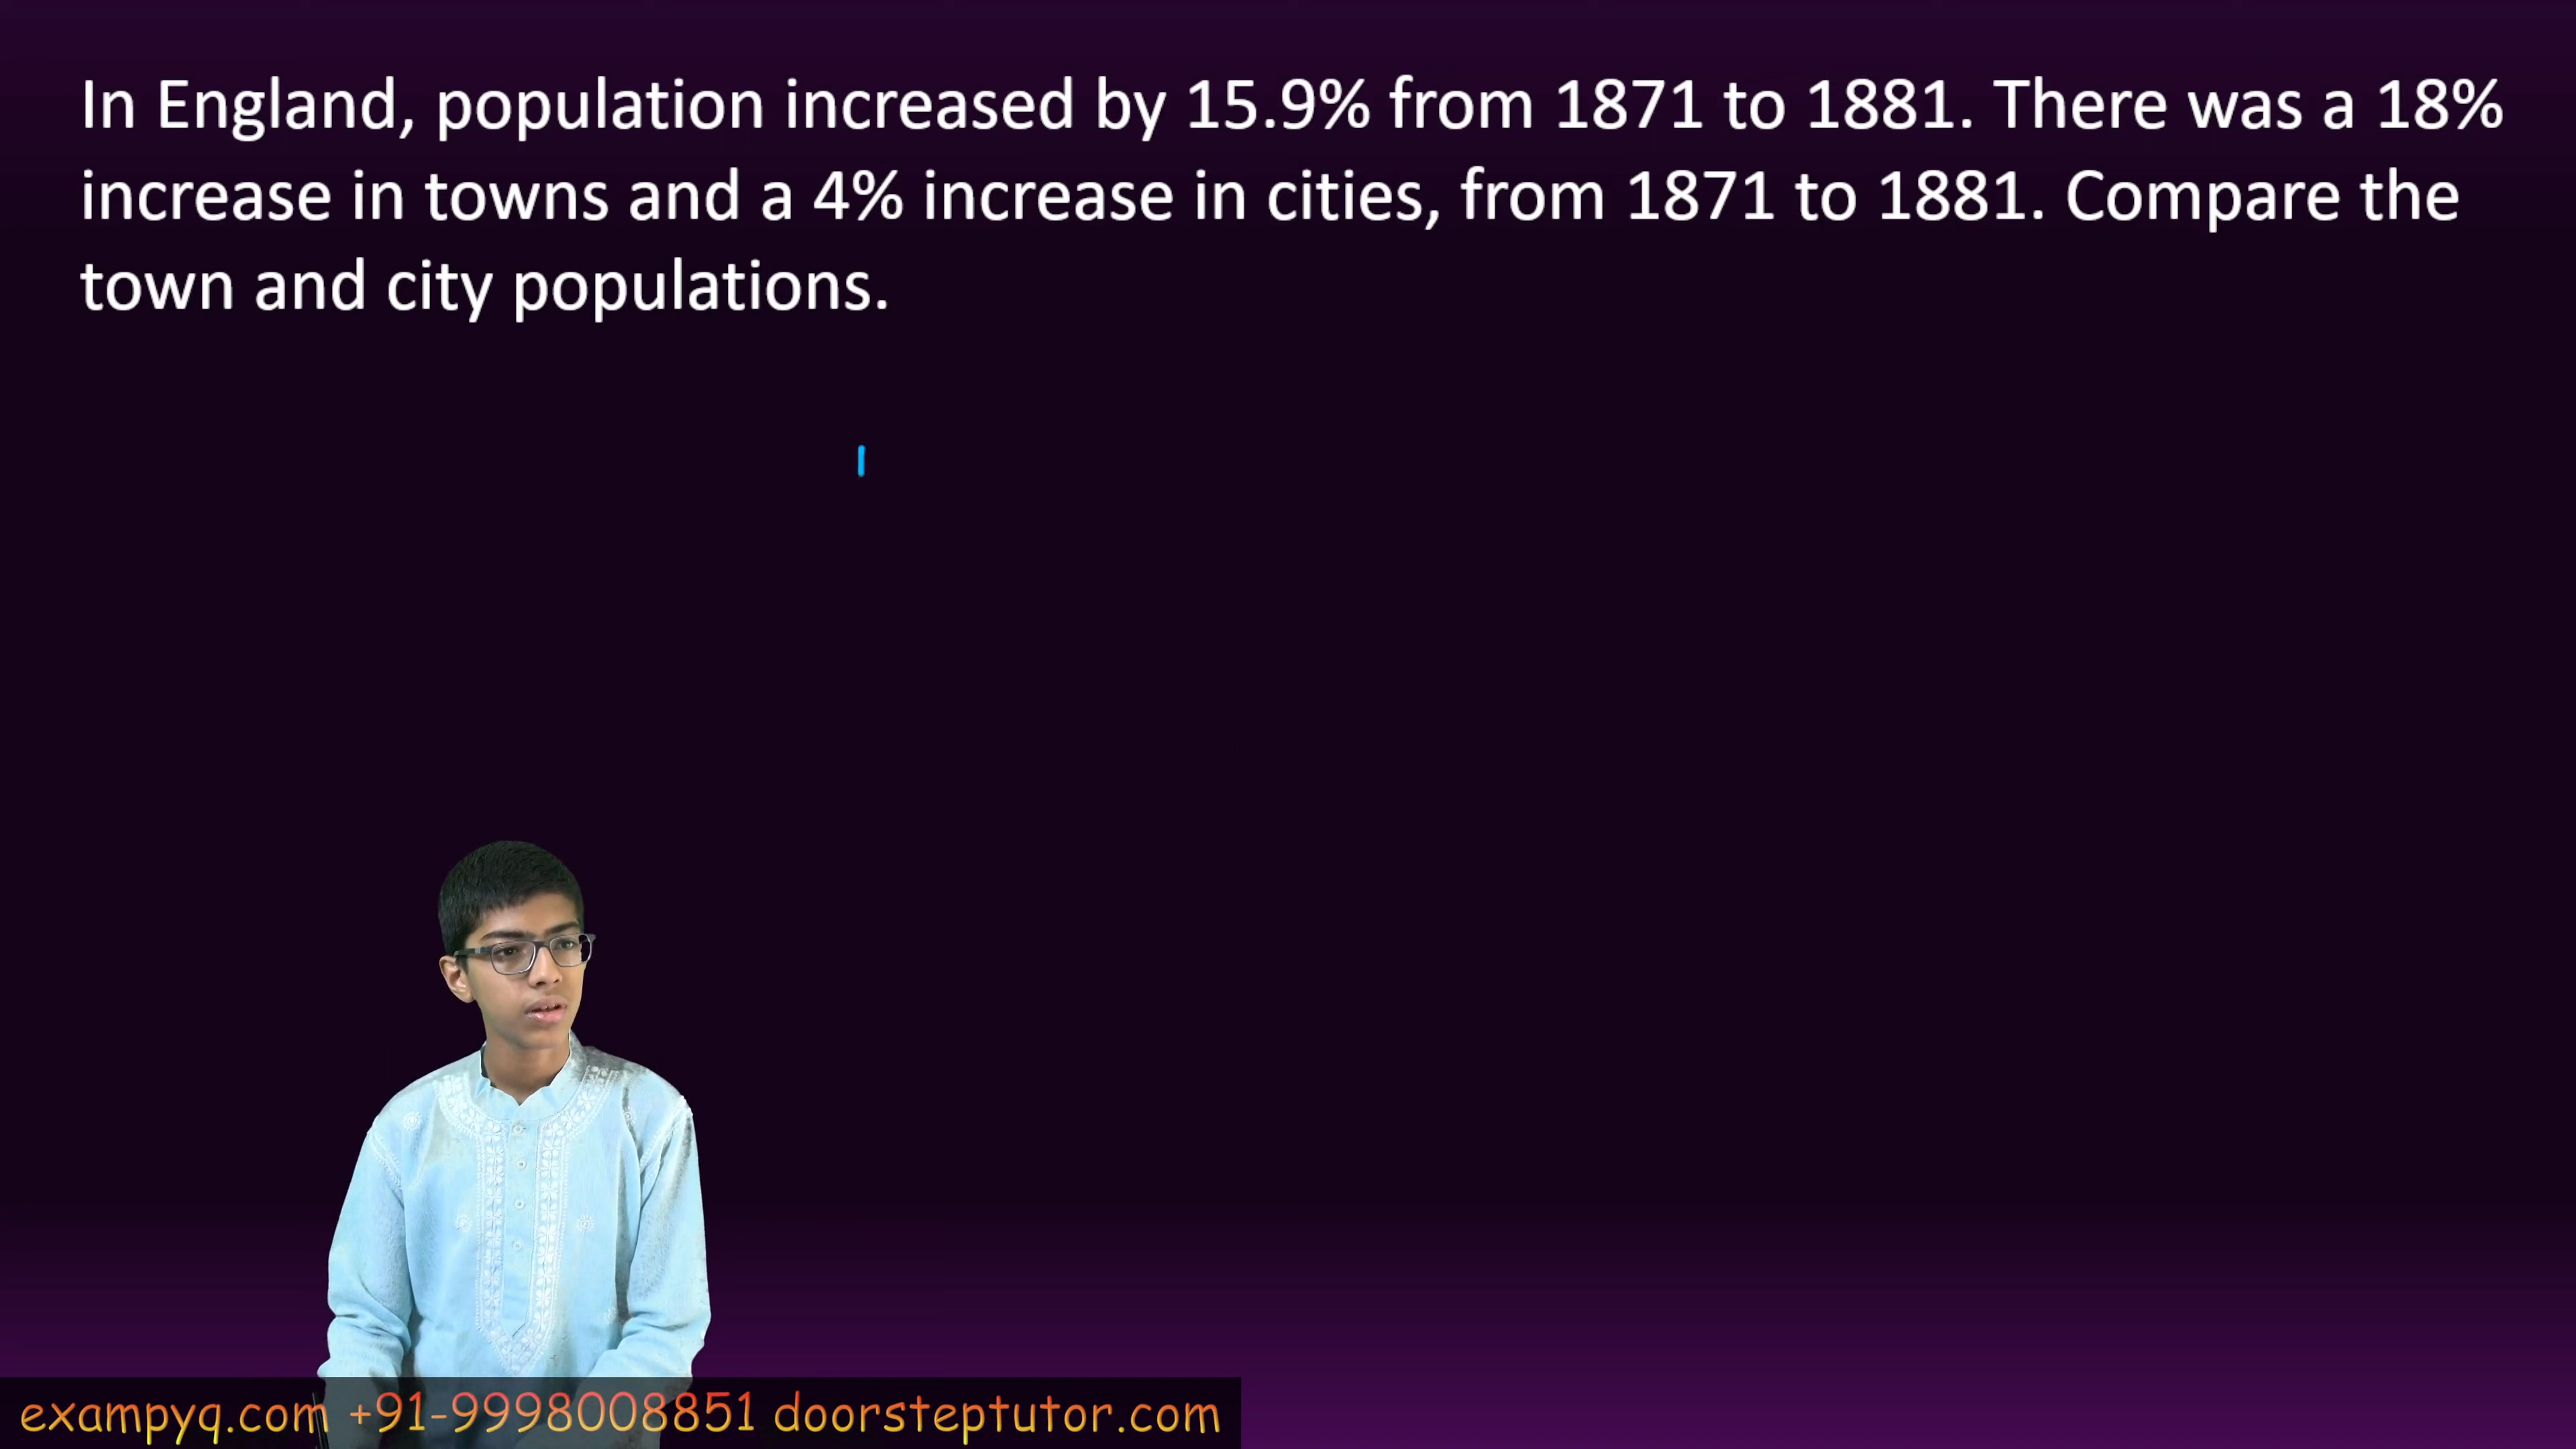 In England, population increased by 15.9% from 1871 to 1881. There was a 18%
increase in towns and a 4% increase in cities, from 1871 to 1881. Compare the
town and city populations.
exampyq.com +91-9998008851 doorsteptutor.com